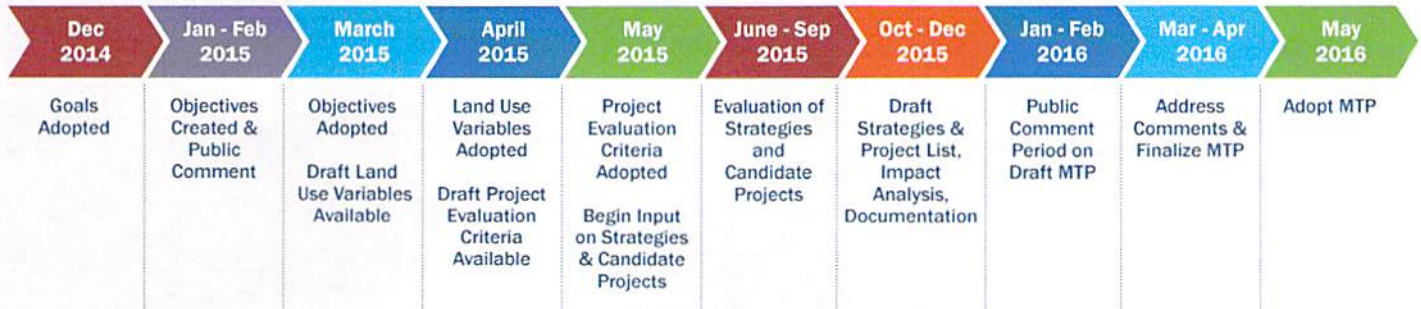 Dec
2014
Jan - Feb
2015
March
2015
April
2015
May
2015
June - Sep
2015
Oct - Dec
2015
Jan - Feb
2016
Mar - Apr
2016
May
2016
Goals
Adopted
Objectives
Created &
Public
Comment
Objectives
Adopted
Draft Land
Use Variables
Available
Land Use
Variables
Adopted
Draft Project
Evaluation
Criteria
Available
Project
Evaluation
Criteria
Adopted
Begin Input
on Strategies
& Candidate
Projects
Evaluation of
Strategies
and
Candidate
Projects
Draft
Strategies &
Project List,
Impact
Analysis,
Documentation
Public
Comment
Period on
Draft MTP
Address
Comments &
Finalize MTP
Adopt MTP